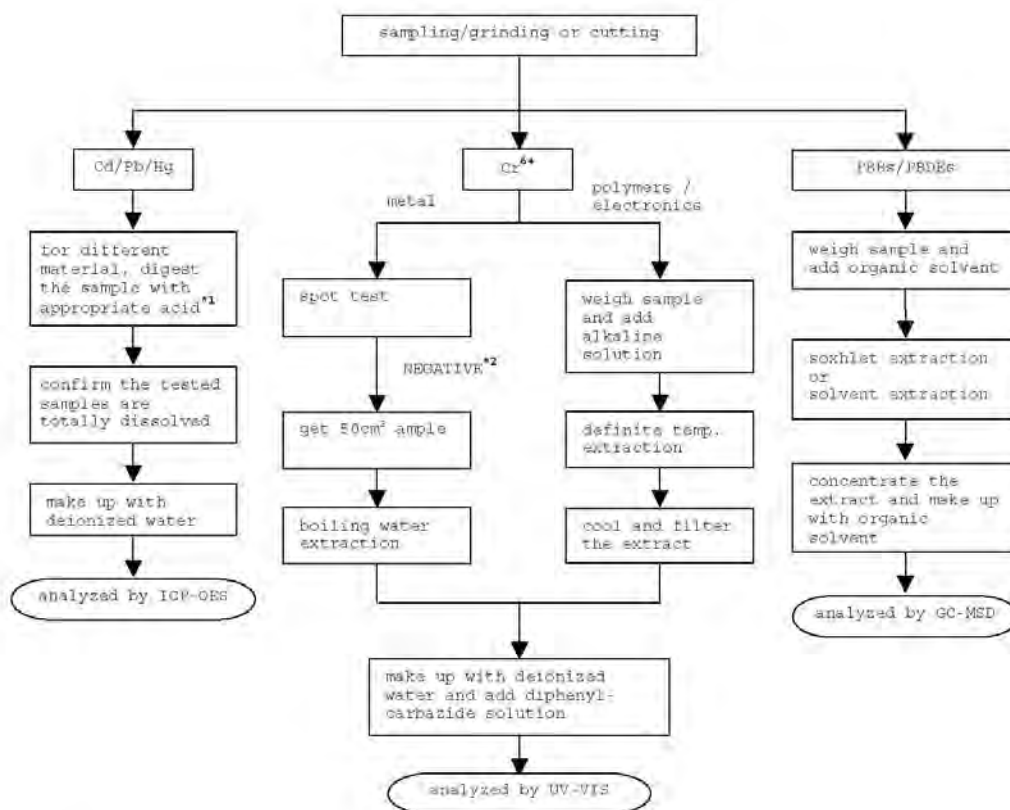 sampling/grinding or cutting
Cd/Pb/Hg
for different
material, digest
the sample with
appropriate acid*1
confirm the tested
samples are
totally dissolved
make up with
deionized water
analyzed by ICP-OES
Cr6+
metal
spot test
NEGATIVE*2
get 50cm2 ample
boiling water
extraction
polymers /
electronics
weigh sample
and add
alkaline
solution
definite temp.
extraction
cool and filter
the extract
make up with deionized
water and add diphenyl-
carbazide solution
analyzed by UV-VIS
PBBs/PBDEs
weigh sample and
add organic solvent
soxhlet extraction
or
solvent extraction
concentrate the
extract and make up
with organic
solvent
analyzed by GC-MSD